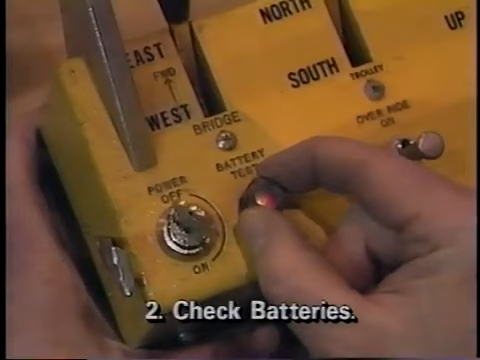 NORTH
UP
EAST
FWD
SOUTH
TROLLEY
WEST
BRIDGE
OVER RIDE
ON
BATTERY
TEST
POWER
OFF
ON
2. Check Batteries.